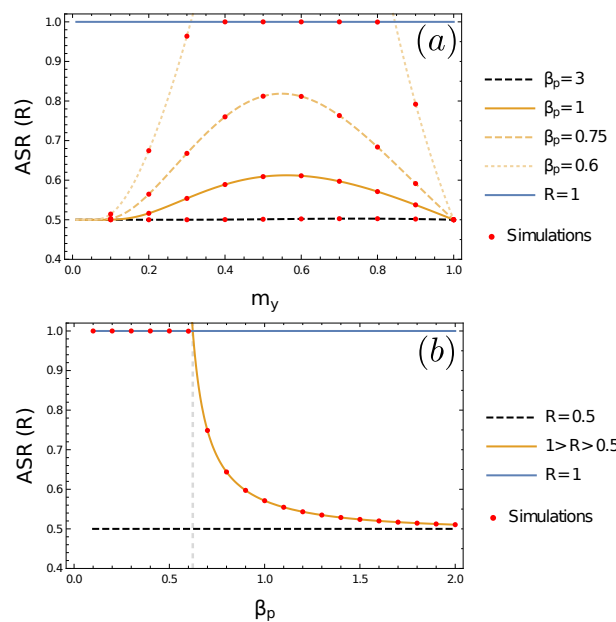 1.0
0.9
0.8
0.7
0.6
0.5
0.4
ASR (R)
(a)
0.0 0.2 0.4 0.6 0.8 1.0
m_y
β_p=3
β_p=1
β_p=0.75
β_p=0.6
R=1
Simulations
1.0
0.9
0.8
0.7
0.6
0.5
0.4
ASR (R)
(b)
0.0 0.5 1.0 1.5 2.0
β_p
R=0.5
1>R>0.5
R=1
Simulations